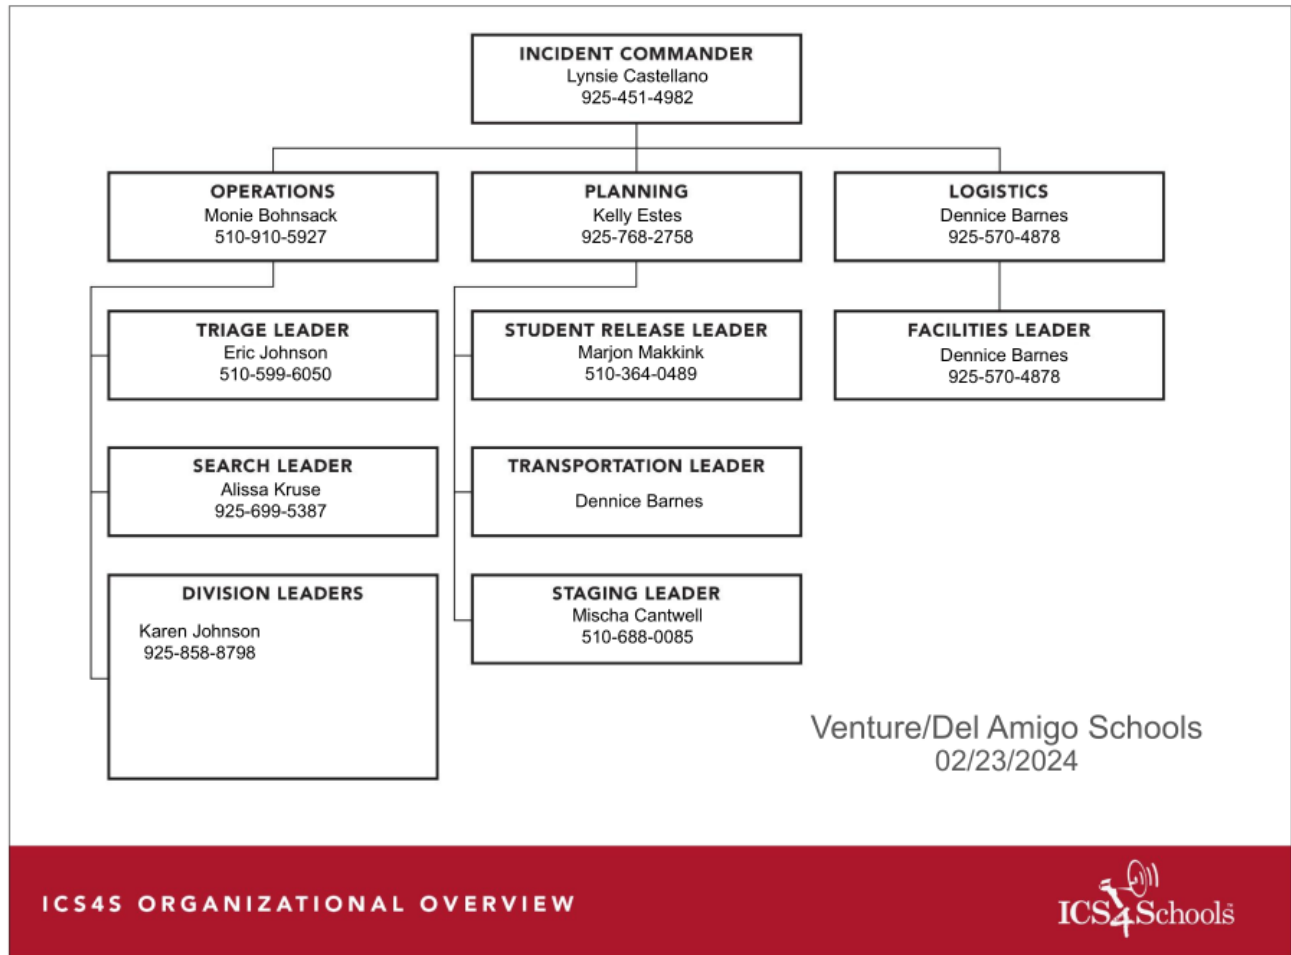 INCIDENT COMMANDER
Lynsie Castellano
925-451-4982
OPERATIONS
Monie Bohnsack
510-910-5927
PLANNING
Kelly Estes
925-768-2758
LOGISTICS
Dennice Barnes
925-570-4878
TRIAGE LEADER
Eric Johnson
510-599-6050
STUDENT RELEASE LEADER
Marjon Makkink
510-364-0489
FACILITIES LEADER
Dennice Barnes
925-570-4878
SEARCH LEADER
Alissa Kruse
925-699-5387
TRANSPORTATION LEADER
Dennice Barnes
DIVISION LEADERS
Karen Johnson
925-858-8798
STAGING LEADER
Mischa Cantwell
510-688-0085
Venture/Del Amigo Schools
02/23/2024
ICS4S ORGANIZATIONAL OVERVIEW
ICS4Schools